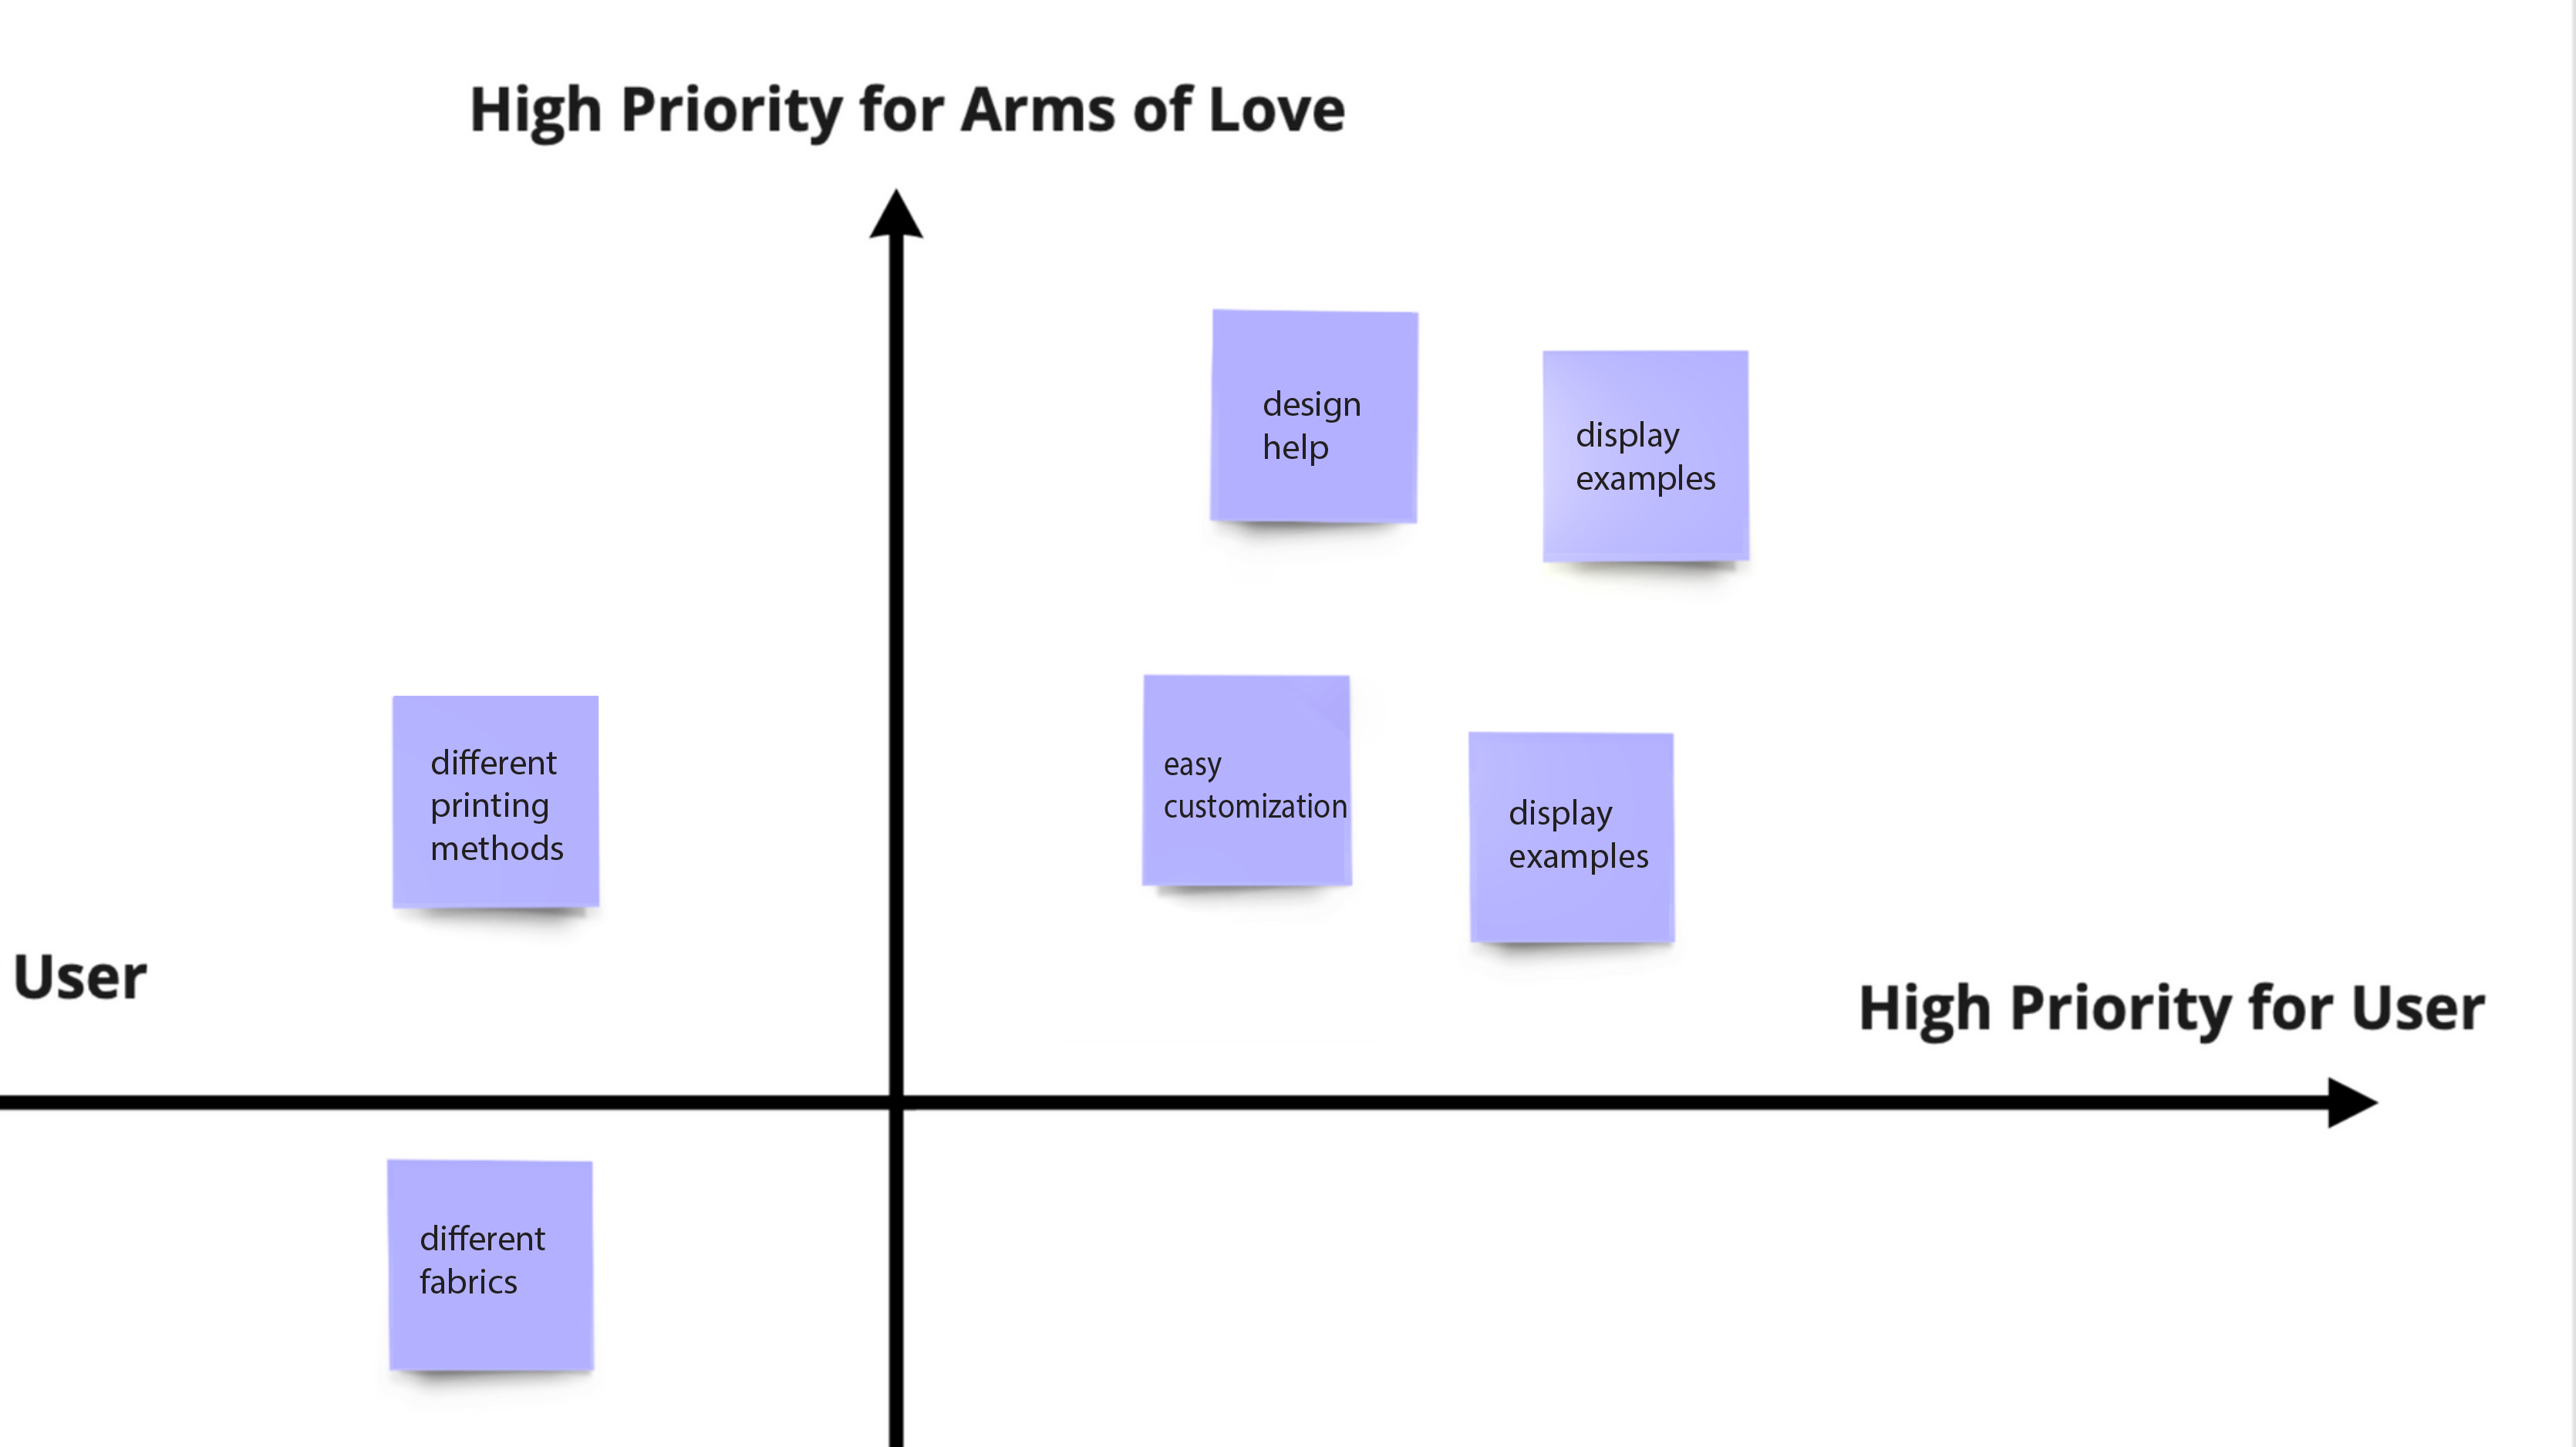 High Priority for Arms of Love
design
help
display
examples
different
printing
methods
easy
customization
display
examples
User
High Priority for User
different
fabrics